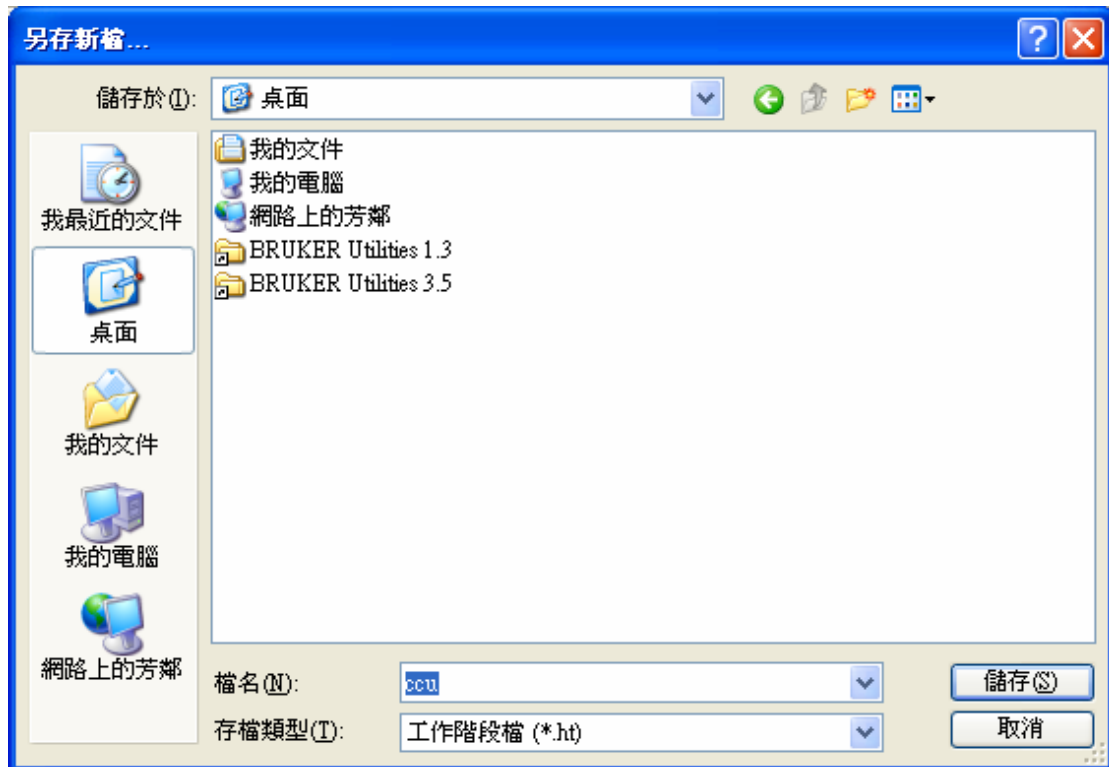 另存新檔...
儲存於(I):
桌面
我的文件
我的電腦
網路上的芳鄰
BRUKER Utilities 1.3
BRUKER Utilities 3.5
我最近的文件
桌面
我的文件
我的電腦
網路上的芳鄰
檔名(N):
ccu
儲存(S)
存檔類型(T):
工作階段檔 (*.ht)
取消